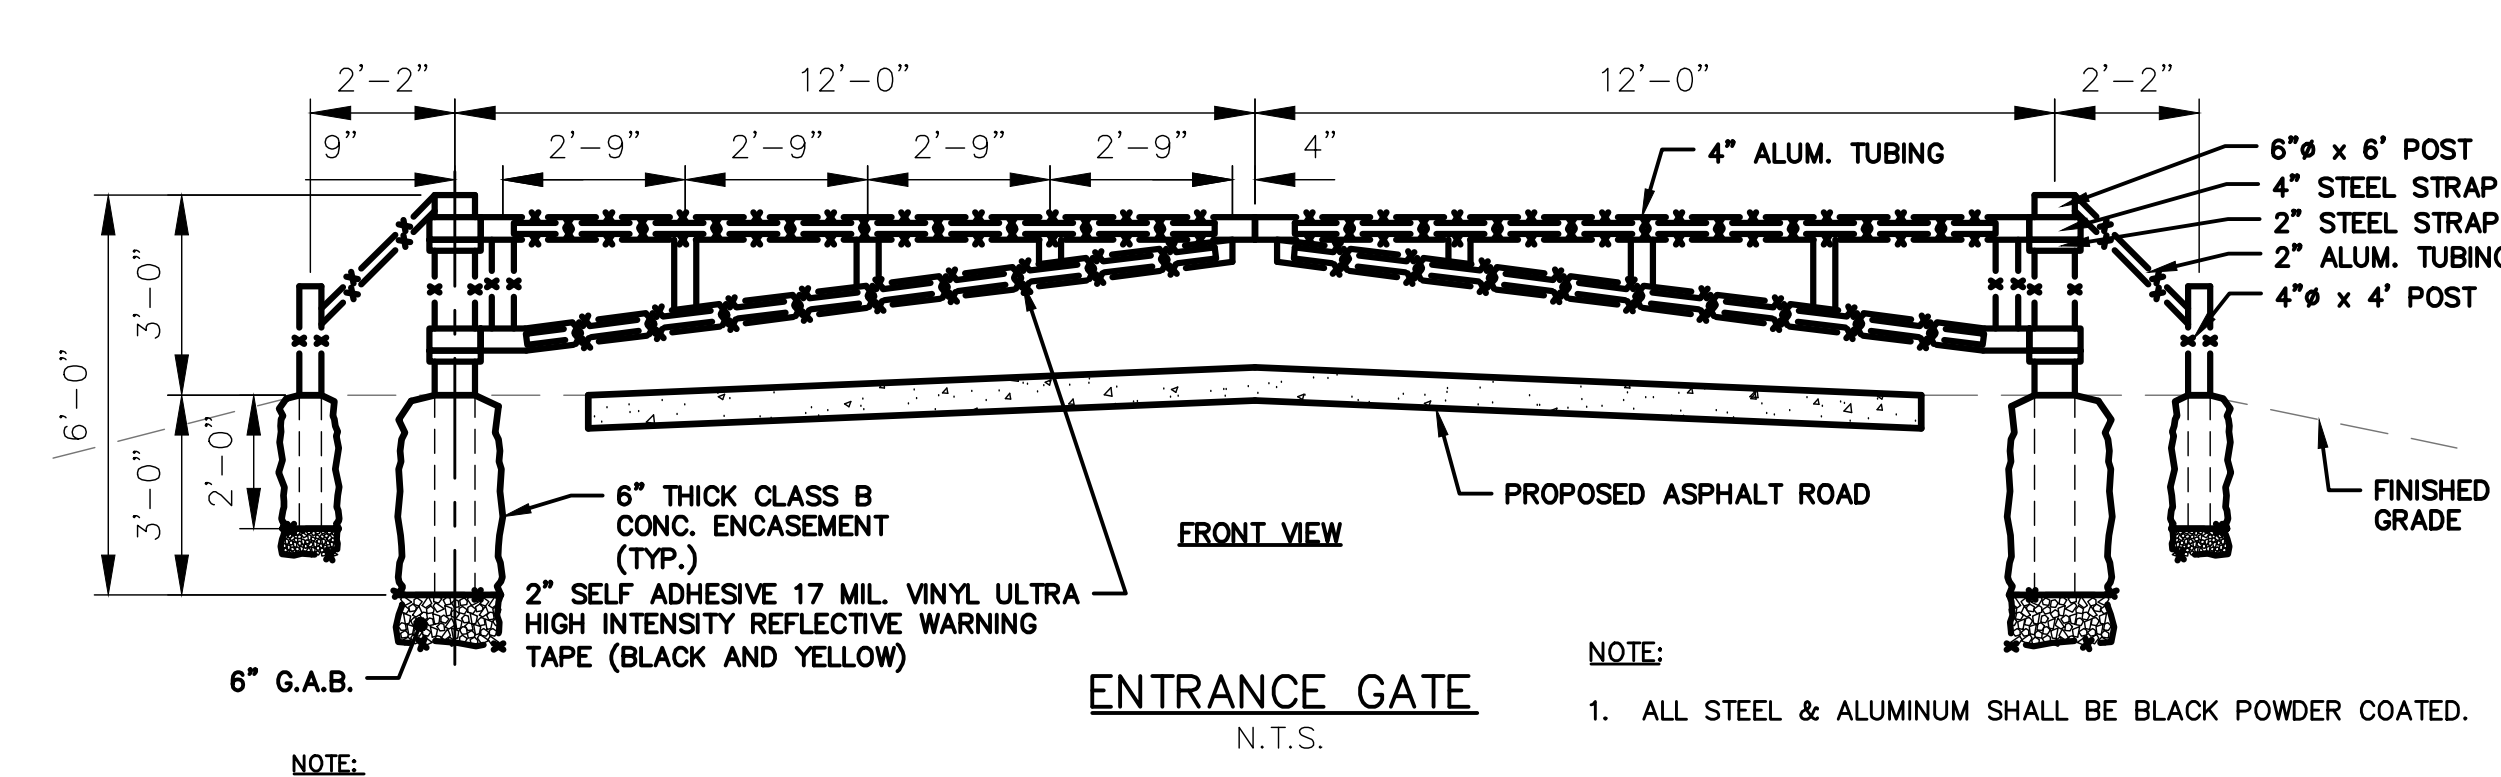 2'-2" 12'-0" 12'-0" 2'-2"
9" 2'-9" 2'-9" 2'-9" 2'-9" 4"
4" ALUM. TUBING
6"Ø x 6' POST
4" STEEL STRAP
2" STEEL STRAP
2" ALUM. TUBING
4"Ø x 4' POST
3'-0"
6'-0"
2'-0"
3'-0"
6" THICK CLASS B
CONC. ENCASEMENT
(TYP.)
PROPOSED ASPHALT ROAD
FINISHED
GRADE
FRONT VIEW
2" SELF ADHESIVE 17 MIL. VINYL ULTRA
HIGH INTENSITY REFLECTIVE WARNING
TAPE (BLACK AND YELLOW)
6" G.A.B.
ENTRANCE GATE
N.T.S.
NOTE:
1. ALL STEEL & ALUMINUM SHALL BE BLACK POWDER COATED.
NOTE: